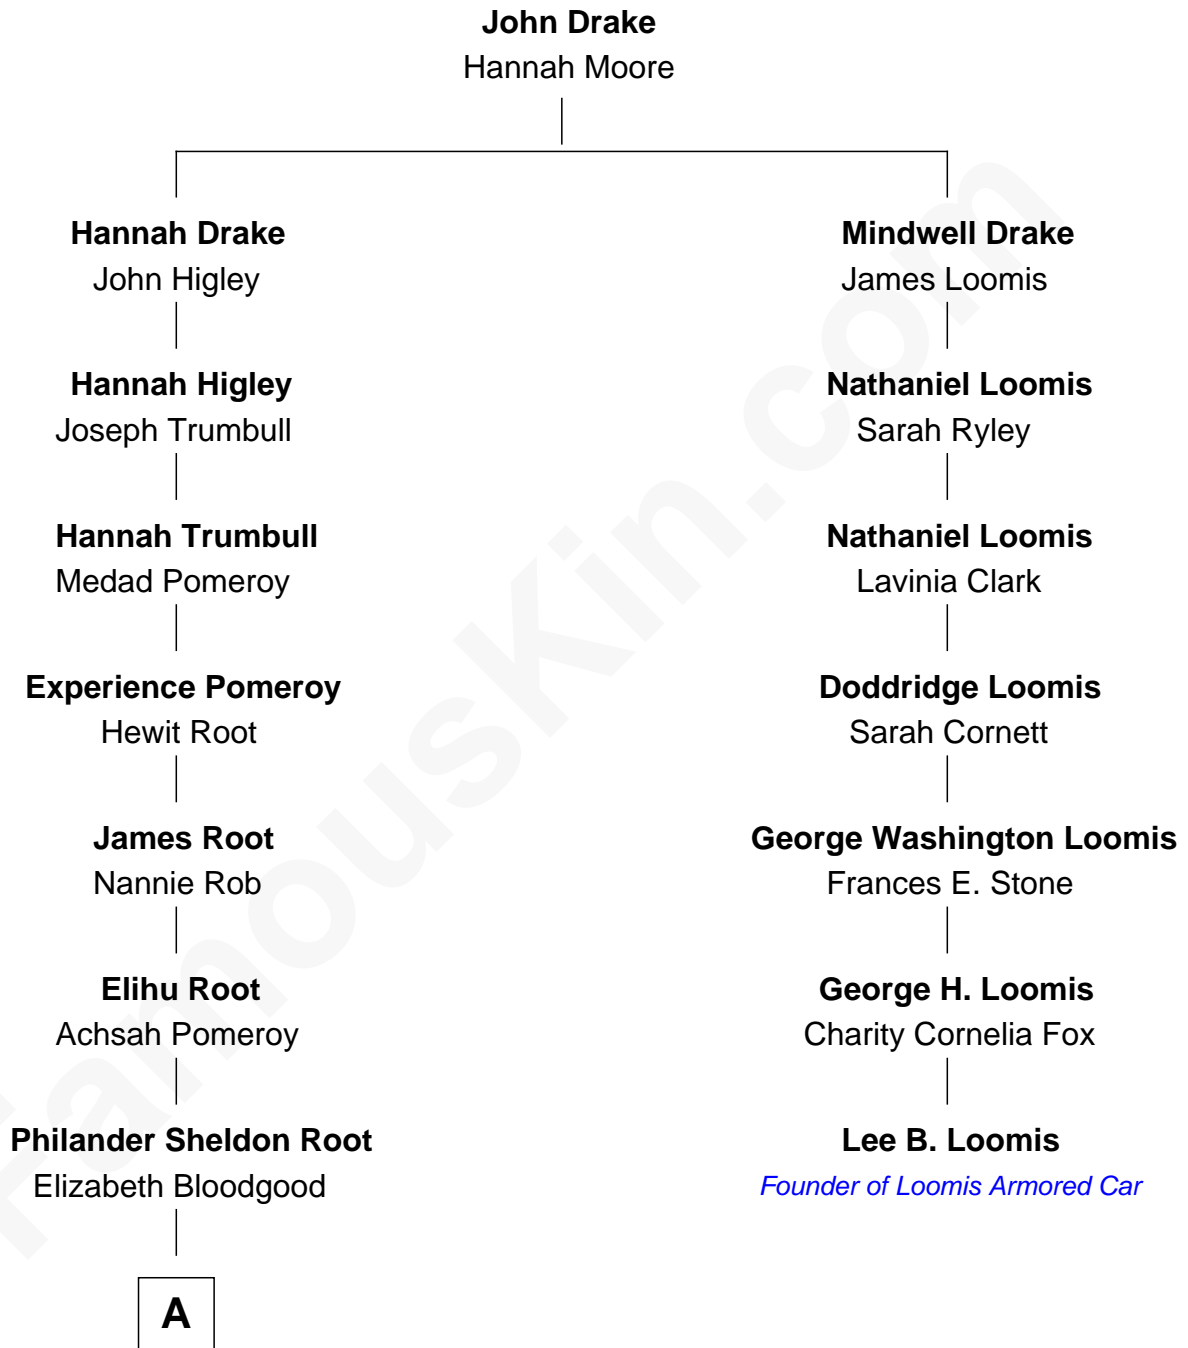 John Drake
Hannah Moore
Hannah Drake
John Higley
Mindwell Drake
James Loomis
Hannah Higley
Joseph Trumbull
Nathaniel Loomis
Sarah Ryley
Hannah Trumbull
Medad Pomeroy
Nathaniel Loomis
Lavinia Clark
Experience Pomeroy
Hewit Root
Doddridge Loomis
Sarah Cornett
James Root
Nannie Rob
George Washington Loomis
Frances E. Stone
Elihu Root
Achsah Pomeroy
George H. Loomis
Charity Cornelia Fox
Philander Sheldon Root
Elizabeth Bloodgood
Lee B. Loomis
Founder of Loomis Armored Car
A
FamousKin.com